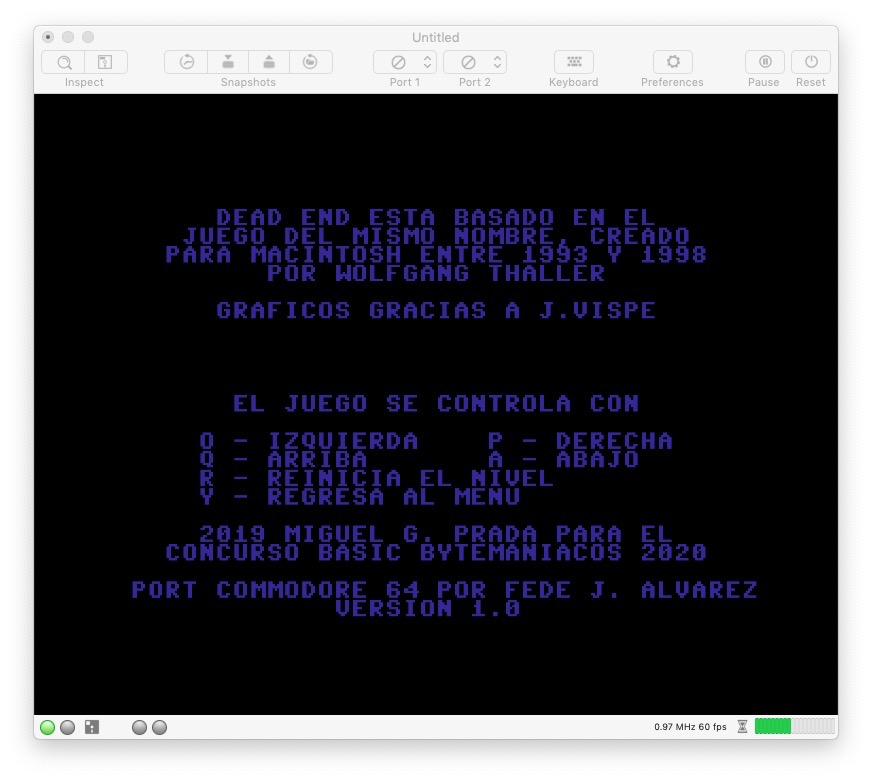 Untitled
Inspect
Snapshots
Port 1
Port 2
Keyboard
Preferences
Pause
Reset
DEAD END ESTA BASADO EN EL
JUEGO DEL MISMO NOMBRE, CREADO
PARA MACINTOSH ENTRE 1993 Y 1998
POR WOLFGANG THALLER
GRAFICOS GRACIAS A J.VISPE
EL JUEGO SE CONTROLA CON
O - IZQUIERDA P - DERECHA
Q - ARRIBA A - ABAJO
R - REINICIA EL NIVEL
Y - REGRESA AL MENU
2019 MIGUEL G. PRADA PARA EL
CONCURSO BASIC BYTEMANIACOS 2020
PORT COMMODORE 64 POR FEDE J. ALVAREZ
VERSION 1.0
0.97 MHz 60 fps